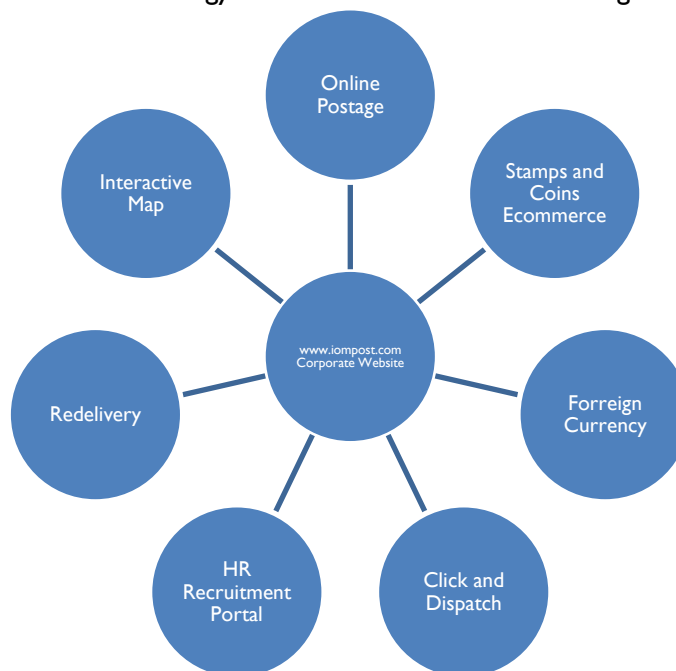 Online
Postage
Stamps and
Coins
Ecommerce
Interactive
Map
www.iompost.com
Corporate Website
Forreign
Currency
Redelivery
Click and
Dispatch
HR
Recruitment
Portal